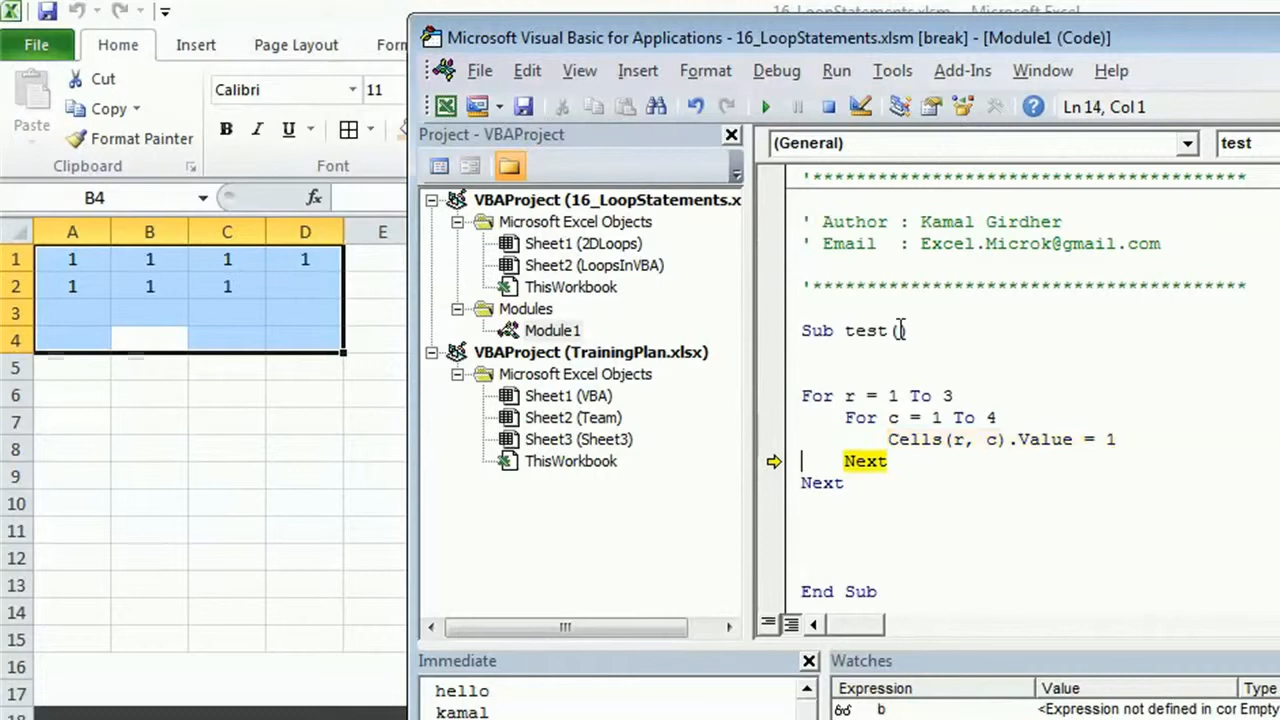 16_LoopStatements.xlsm - Microsoft Excel
Microsoft Visual Basic for Applications - 16_LoopStatements.xlsm [break] - [Module1 (Code)]
File Home Insert Page Layout
File Edit View Insert Format Debug Run Tools Add-Ins Window Help
Cut
Copy
Format Painter
Paste
Clipboard
Calibri 11
B I U
Font
Ln 14, Col 1
Project - VBAProject
(General) test
B4 fx
A B C D E
1 1 1 1 1
2 1 1 1
3
4
5
6
7
8
9
10
11
12
13
14
15
16
17
VBAProject (16_LoopStatements.x
Microsoft Excel Objects
Sheet1 (2DLoops)
Sheet2 (LoopsInVBA)
ThisWorkbook
Modules
Module1
VBAProject (TrainingPlan.xlsx)
Microsoft Excel Objects
Sheet1 (VBA)
Sheet2 (Team)
Sheet3 (Sheet3)
ThisWorkbook
'***************************************
' Author : Kamal Girdher
' Email : Excel.Microk@gmail.com
'***************************************
Sub test()
For r = 1 To 3
For c = 1 To 4
Cells(r, c).Value = 1
Next
Next
End Sub
Immediate
hello
kamal
Watches
Expression Value Type
b <Expression not defined in cor Empty